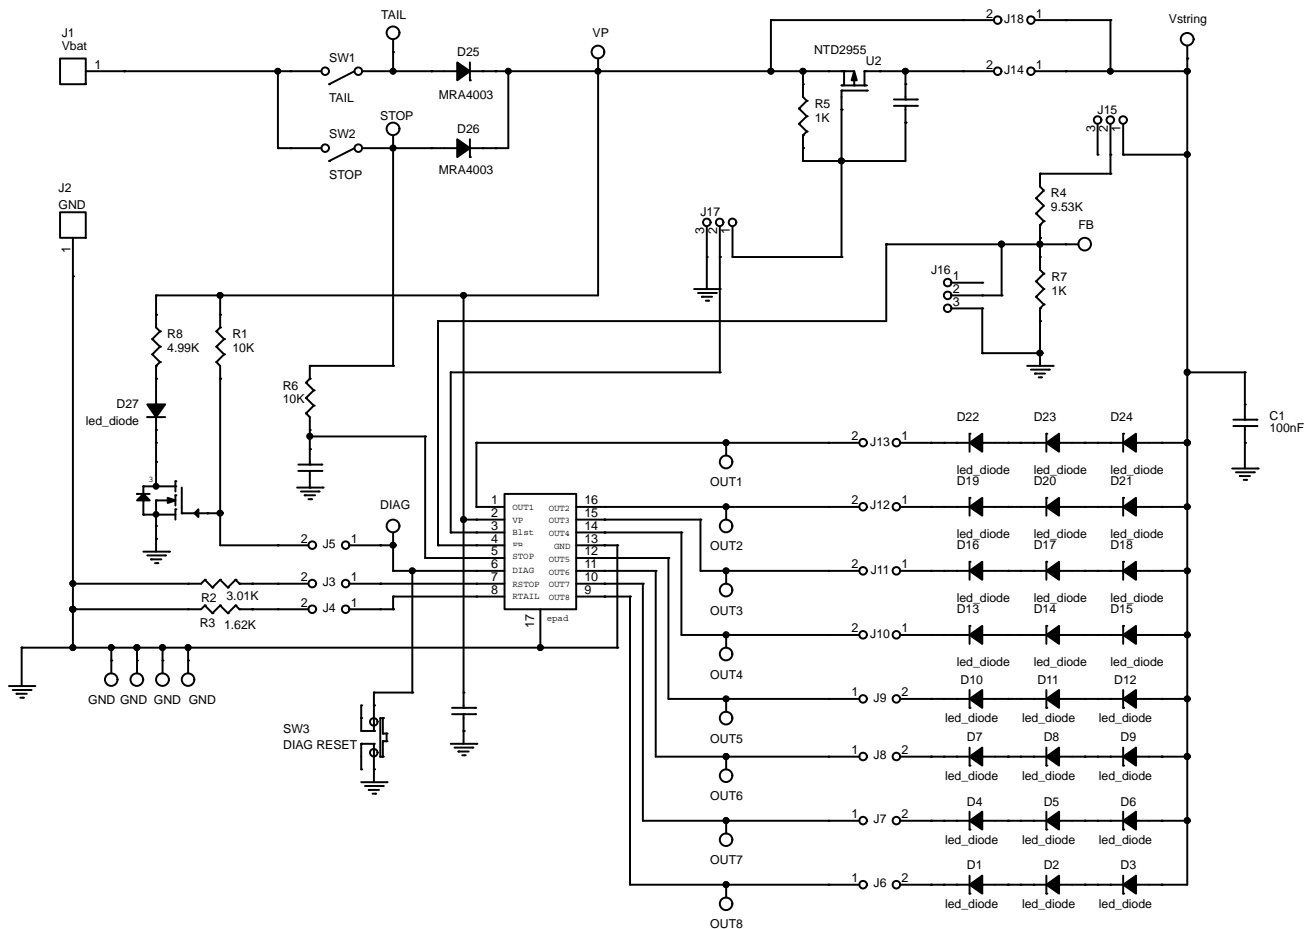 TAIL
J1
Vbat
1
SW1
TAIL
D25
MRA4003
VP
NTD2955
U2
R5
1K
2 J18 1
2 J14 1
Vstring
STOP
SW2
STOP
D26
MRA4003
J15
3 2 1
J2
GND
1
J17
3 2 1
R4
9.53K
FB
J16
1
2
3
R7
1K
R8
4.99K
R1
10K
R6
10K
D27
led_diode
3
C1
100nF
2 J13 1
D22 D23 D24
led_diode led_diode led_diode
OUT1
2 J12 1
D19 D20 D21
led_diode led_diode led_diode
OUT2
2 J11 1
D16 D17 D18
led_diode led_diode led_diode
OUT3
2 J10 1
D13 D14 D15
led_diode led_diode led_diode
OUT4
1 J9 2
D10 D11 D12
led_diode led_diode led_diode
OUT5
1 J8 2
D7 D8 D9
led_diode led_diode led_diode
OUT6
1 J7 2
D4 D5 D6
led_diode led_diode led_diode
OUT7
1 J6 2
D1 D2 D3
led_diode led_diode led_diode
OUT8
DIAG
2 J5 1
2 J3 1
R2 3.01K
2 J4 1
R3 1.62K
1 OUT1 OUT2 16
2 VP OUT3 15
3 Blst OUT4 14
4 GND 13
5 STOP OUT5 12
6 DIAG OUT6 11
7 RSTOP OUT7 10
8 RTAIL OUT8 9
17 epad
GND GND GND GND
SW3
DIAG RESET